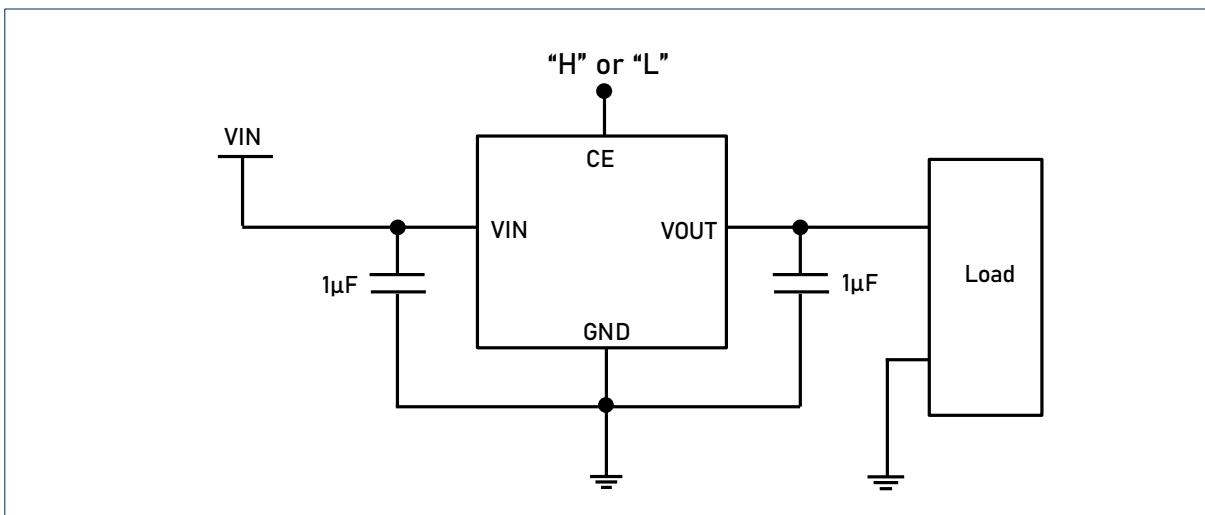 “H” or “L”
VIN
CE
VIN
VOUT
1µF
1µF
Load
GND